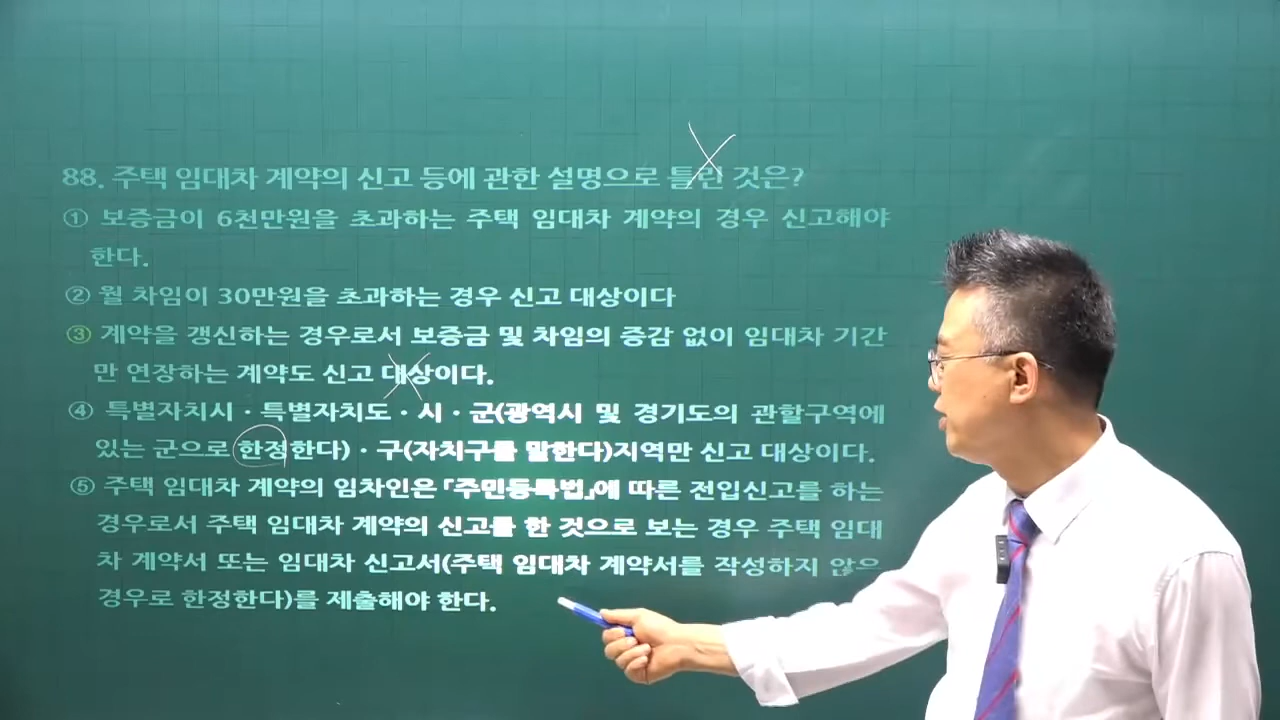 88. 주택 임대차 계약의 신고 등에 관한 설명으로 틀린 것은?
① 보증금이 6천만원을 초과하는 주택 임대차 계약의 경우 신고해야
한다.
② 월 차임이 30만원을 초과하는 경우 신고 대상이다
③ 계약을 갱신하는 경우로서 보증금 및 차임의 증감 없이 임대차 기간
만 연장하는 계약도 신고 대상이다.
④ 특별자치시·특별자치도·시·군(광역시 및 경기도의 관할구역에
있는 군으로 한정한다)·구(자치구를 말한다)지역만 신고 대상이다.
⑤ 주택 임대차 계약의 임차인은 「주민등록법」에 따른 전입신고를 하는
경우로서 주택 임대차 계약의 신고를 한 것으로 보는 경우 주택 임대
차 계약서 또는 임대차 신고서(주택 임대차 계약서를 작성하지 않은
경우로 한정한다)를 제출해야 한다.